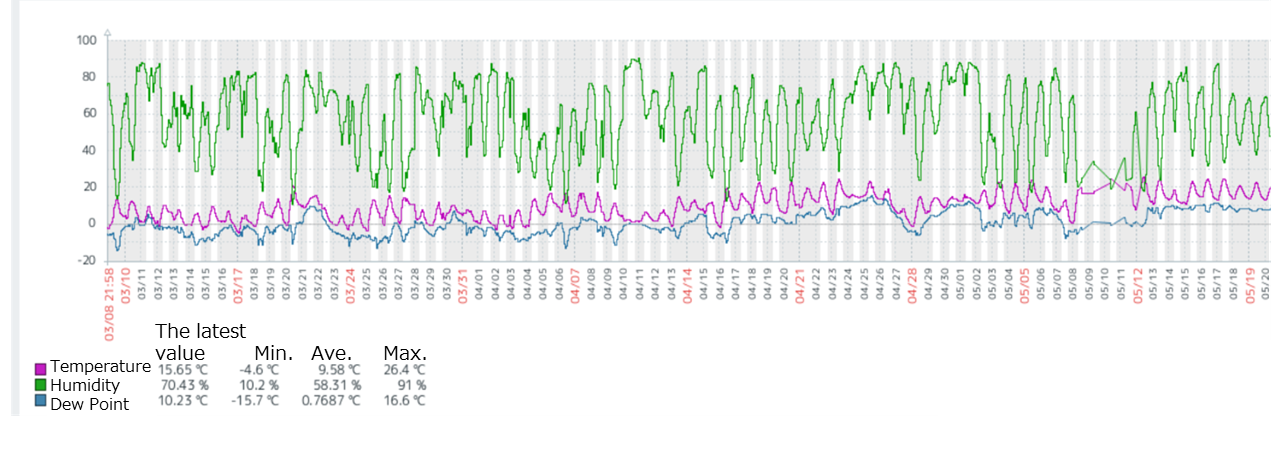 100
80
60
40
20
0
-20
03/08 21:58 03/10 03/11 03/12 03/13 03/14 03/15 03/16 03/17 03/18 03/19 03/20 03/21 03/22 03/23 03/24 03/25 03/26 03/27 03/28 03/29 03/30 03/31 04/01 04/02 04/03 04/04 04/05 04/06 04/07 04/08 04/09 04/10 04/11 04/12 04/13 04/14 04/15 04/16 04/17 04/18 04/19 04/20 04/21 04/22 04/23 04/24 04/25 04/26 04/27 04/28 04/29 04/30 05/01 05/02 05/03 05/04 05/05 05/06 05/07 05/08 05/09 05/10 05/11 05/12 05/13 05/14 05/15 05/16 05/17 05/18 05/19 05/20
The latest
value Min. Ave. Max.
Temperature 15.65 ℃ -4.6 ℃ 9.58 ℃ 26.4 ℃
Humidity 70.43 % 10.2 % 58.31 % 91 %
Dew Point 10.23 ℃ -15.7 ℃ 0.7687 ℃ 16.6 ℃